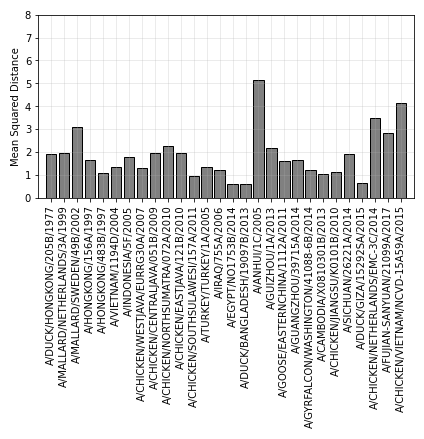 8
7
6
5
4
3
2
1
0
Mean Squared Distance
A/DUCK/HONGKONG/205B/1977
A/MALLARD/NETHERLANDS/3A/1999
A/MALLARD/SWEDEN/49B/2002
A/HONGKONG/156A/1997
A/HONGKONG/483B/1997
A/VIETNAM/1194D/2004
A/INDONESIA/5F/2005
A/CHICKEN/WESTJAVA/EUKRG30A/2007
A/CHICKEN/CENTRALJAVA/051B/2009
A/CHICKEN/NORTHSUMATRA/072A/2010
A/CHICKEN/EASTJAVA/121B/2010
A/CHICKEN/SOUTHSULAWESI/157A/2011
A/TURKEY/TURKEY/1A/2005
A/IRAQ/755A/2006
A/EGYPT/NO1753B/2014
A/DUCK/BANGLADESH/19097B/2013
A/ANHUI/1C/2005
A/GUIZHOU/1A/2013
A/GOOSE/EASTERNCHINA/1112A/2011
A/GUANGZHOU/39715A/2014
A/GYRFALCON/WASHINGTON/41088-6B/2014
A/CAMBODIA/X0810301B/2013
A/CHICKEN/JIANGSU/K0101B/2010
A/SICHUAN/26221A/2014
A/DUCK/GIZA/15292SA/2015
A/CHICKEN/NETHERLANDS/EMC-3C/2014
A/FUJIAN-SANYUAN/21099A/2017
A/CHICKEN/VIETNAM/NCVD-15A59A/2015